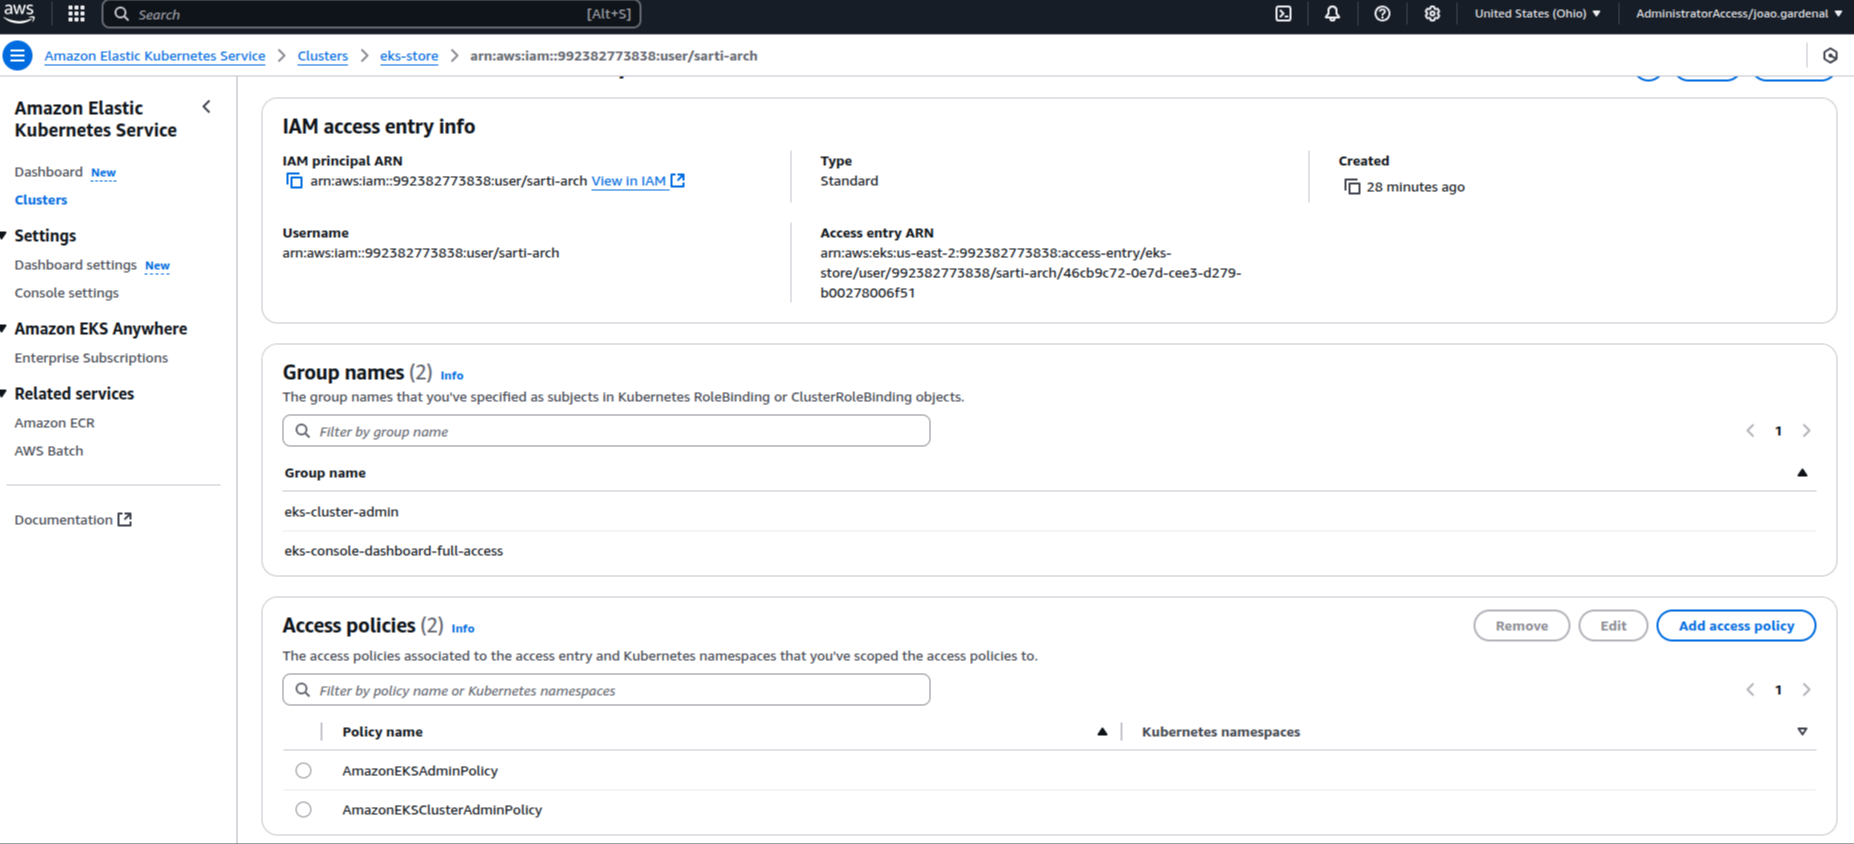 aws
Search
[Alt+S]
United States (Ohio)
AdministratorAccess/joao.gardenal
Amazon Elastic Kubernetes Service
Clusters
eks-store
arn:aws:iam::992382773838:user/sarti-arch
Amazon Elastic
Kubernetes Service
Dashboard New
Clusters
Settings
Dashboard settings New
Console settings
Amazon EKS Anywhere
Enterprise Subscriptions
Related services
Amazon ECR
AWS Batch
Documentation
IAM access entry info
IAM principal ARN
arn:aws:iam::992382773838:user/sarti-arch View in IAM
Type
Standard
Created
28 minutes ago
Username
arn:aws:iam::992382773838:user/sarti-arch
Access entry ARN
arn:aws:eks:us-east-2:992382773838:access-entry/eks-
store/user/992382773838/sarti-arch/46cb9c72-0e7d-cee3-d279-
b00278006f51
Group names (2) Info
The group names that you've specified as subjects in Kubernetes RoleBinding or ClusterRoleBinding objects.
Filter by group name
1
Group name
eks-cluster-admin
eks-console-dashboard-full-access
Access policies (2) Info
Remove
Edit
Add access policy
The access policies associated to the access entry and Kubernetes namespaces that you've scoped the access policies to.
Filter by policy name or Kubernetes namespaces
1
Policy name
Kubernetes namespaces
AmazonEKSAdminPolicy
AmazonEKSClusterAdminPolicy